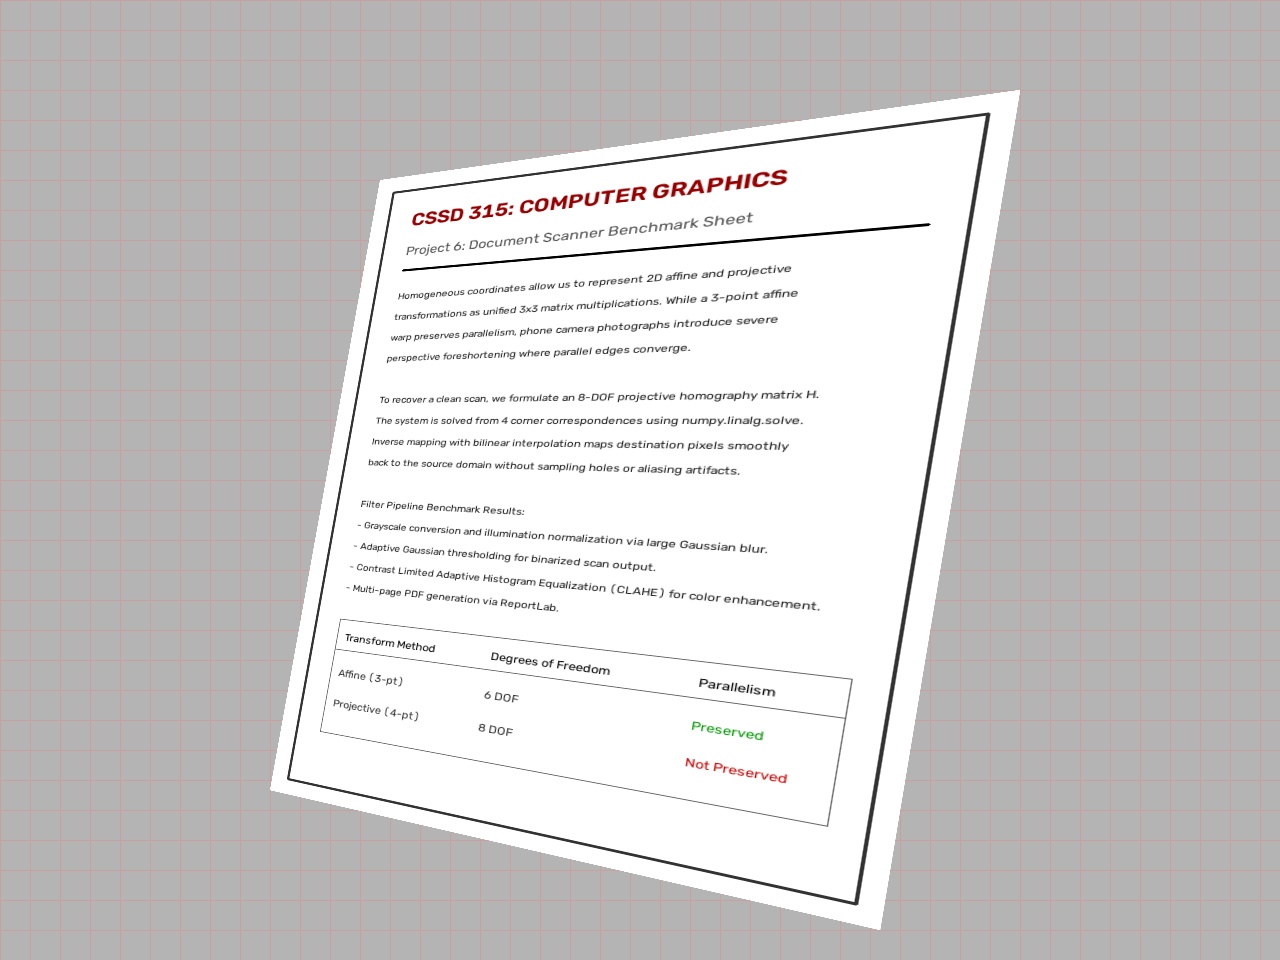 CSSD 315: COMPUTER GRAPHICS
Project 6: Document Scanner Benchmark Sheet
Homogeneous coordinates allow us to represent 2D affine and projective
transformations as unified 3x3 matrix multiplications. While a 3-point affine
warp preserves parallelism, phone camera photographs introduce severe
perspective foreshortening where parallel edges converge.
To recover a clean scan, we formulate an 8-DOF projective homography matrix H.
The system is solved from 4 corner correspondences using numpy.linalg.solve.
Inverse mapping with bilinear interpolation maps destination pixels smoothly
back to the source domain without sampling holes or aliasing artifacts.
Filter Pipeline Benchmark Results:
- Grayscale conversion and illumination normalization via large Gaussian blur.
- Adaptive Gaussian thresholding for binarized scan output.
- Contrast Limited Adaptive Histogram Equalization (CLAHE) for color enhancement.
- Multi-page PDF generation via ReportLab.
Transform Method Degrees of Freedom Parallelism
Affine (3-pt) 6 DOF Preserved
Projective (4-pt) 8 DOF Not Preserved